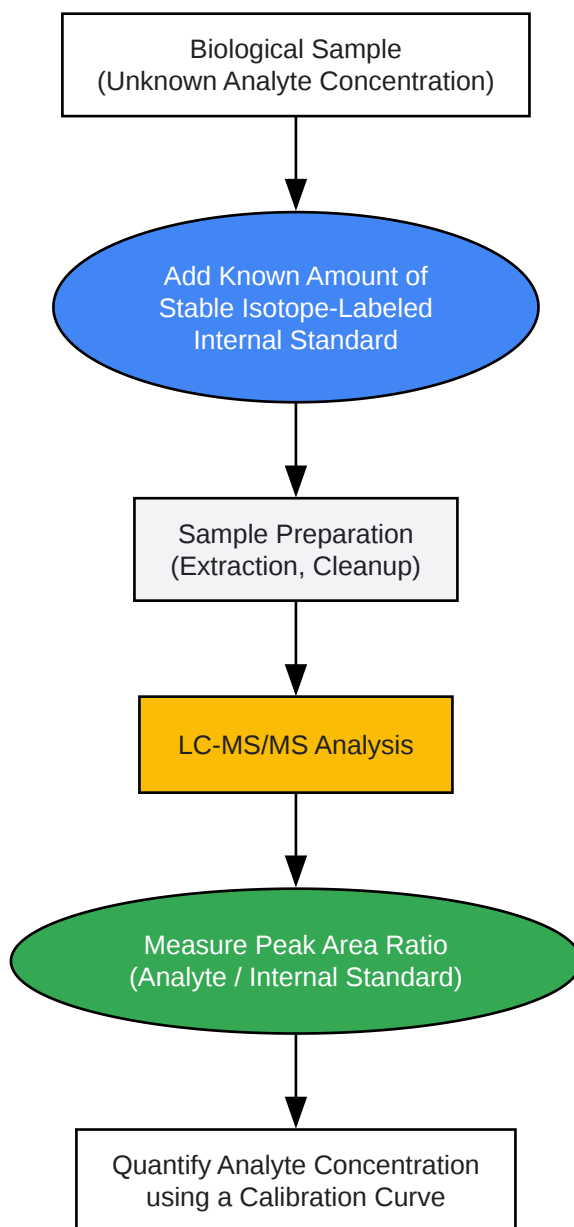 Biological Sample
(Unknown Analyte Concentration)
Add Known Amount of
Stable Isotope-Labeled
Internal Standard
Sample Preparation
(Extraction, Cleanup)
LC-MS/MS Analysis
Measure Peak Area Ratio
(Analyte / Internal Standard)
Quantify Analyte Concentration
using a Calibration Curve